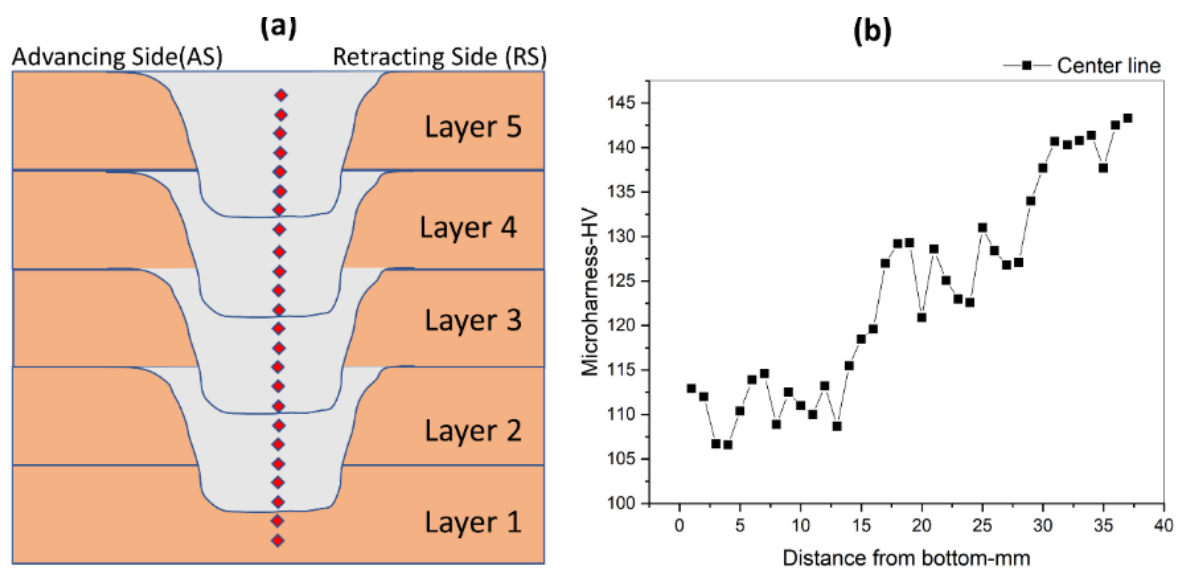 (a)
Advancing Side(AS)
Retracting Side (RS)
Layer 5
Layer 4
Layer 3
Layer 2
Layer 1
(b)
Center line
145
140
135
130
125
120
115
110
105
100
Microharness-HV
0
5
10
15
20
25
30
35
40
Distance from bottom-mm